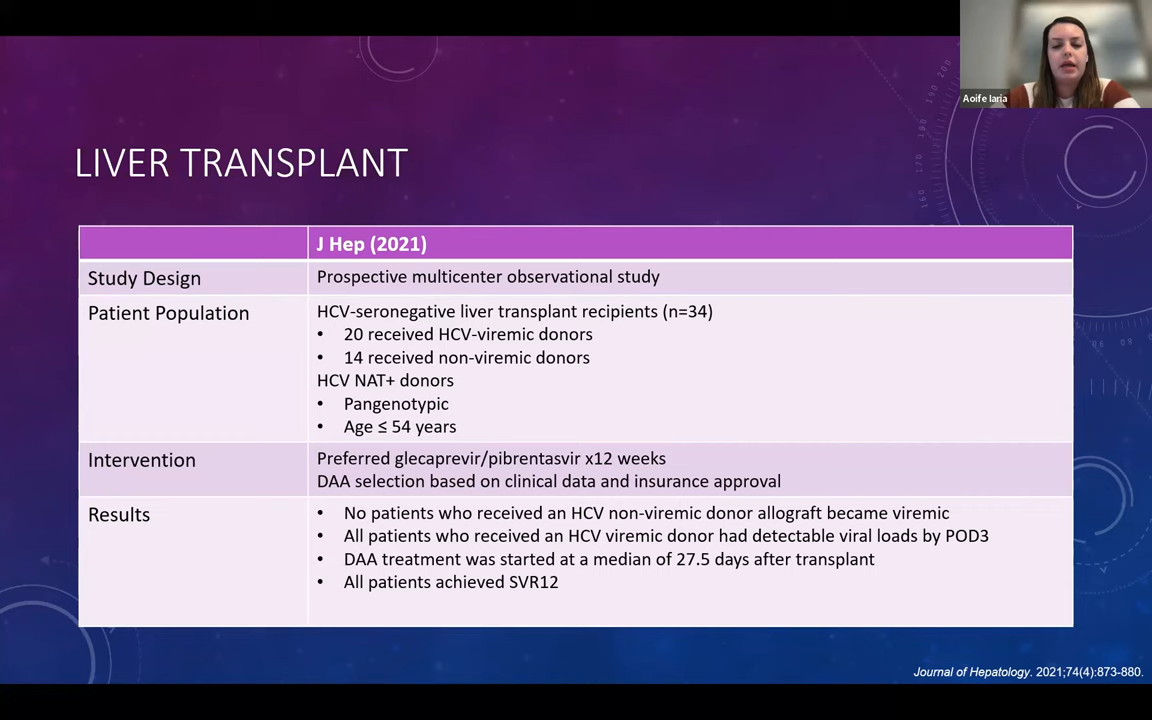 Aoife Iaria
LIVER TRANSPLANT
J Hep (2021)
Study Design
Prospective multicenter observational study
Patient Population
HCV-seronegative liver transplant recipients (n=34)
• 20 received HCV-viremic donors
• 14 received non-viremic donors
HCV NAT+ donors
• Pangenotypic
• Age ≤ 54 years
Intervention
Preferred glecaprevir/pibrentasvir x12 weeks
DAA selection based on clinical data and insurance approval
Results
• No patients who received an HCV non-viremic donor allograft became viremic
• All patients who received an HCV viremic donor had detectable viral loads by POD3
• DAA treatment was started at a median of 27.5 days after transplant
• All patients achieved SVR12
Journal of Hepatology. 2021;74(4):873-880.